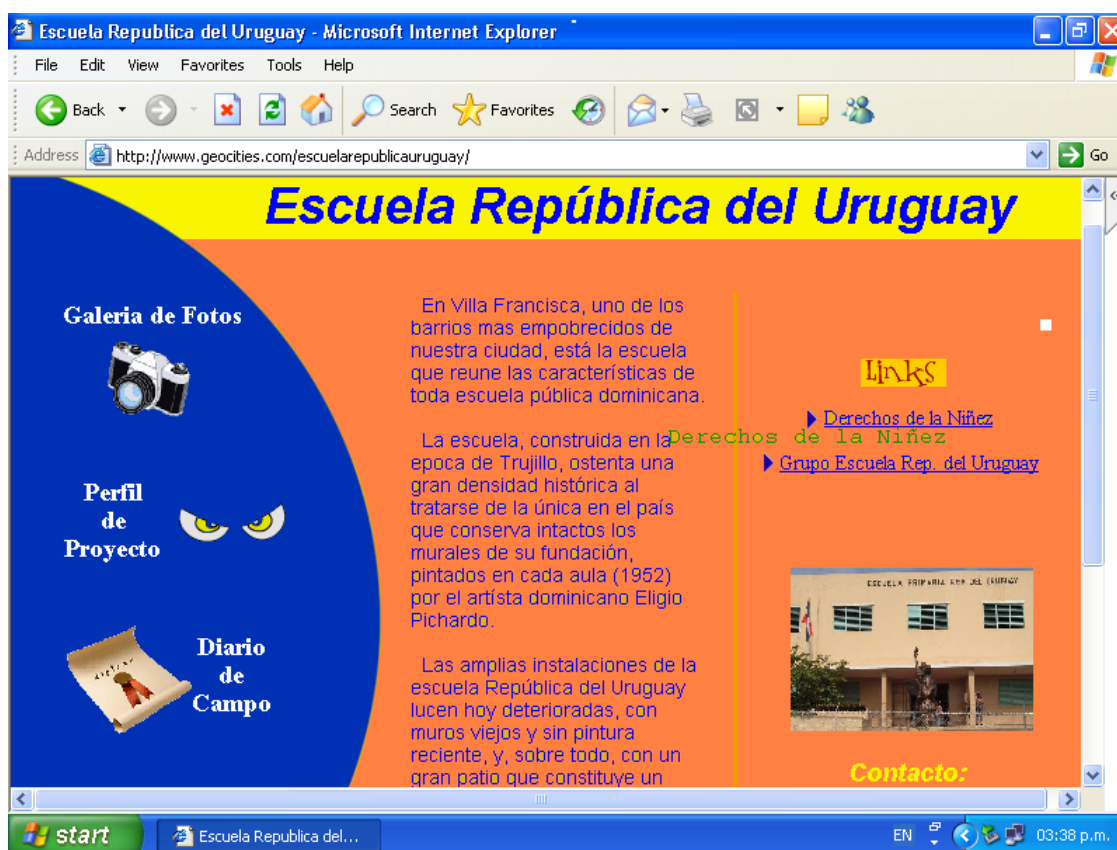 Escuela Republica del Uruguay - Microsoft Internet Explorer
File Edit View Favorites Tools Help
Back Search Favorites
Address http://www.geocities.com/escuelarepublicauruguay/ Go
Escuela República del Uruguay
Galeria de Fotos
Perfil
de
Proyecto
Diario
de
Campo
En Villa Francisca, uno de los
barrios mas empobrecidos de
nuestra ciudad, está la escuela
que reune las características de
toda escuela pública dominicana.
La escuela, construida en la
epoca de Trujillo, ostenta una
gran densidad histórica al
tratarse de la única en el país
que conserva intactos los
murales de su fundación,
pintados en cada aula (1952)
por el artísta dominicano Eligio
Pichardo.
Las amplias instalaciones de la
escuela República del Uruguay
lucen hoy deterioradas, con
muros viejos y sin pintura
reciente, y, sobre todo, con un
gran patio que constituye un
Links
Derechos de la Niñez
Derechos de la Niñez
Grupo Escuela Rep. del Uruguay
ESCUELA PRIMARIA REP. DEL URUGUAY
Contacto:
start Escuela Republica del... EN 03:38 p.m.